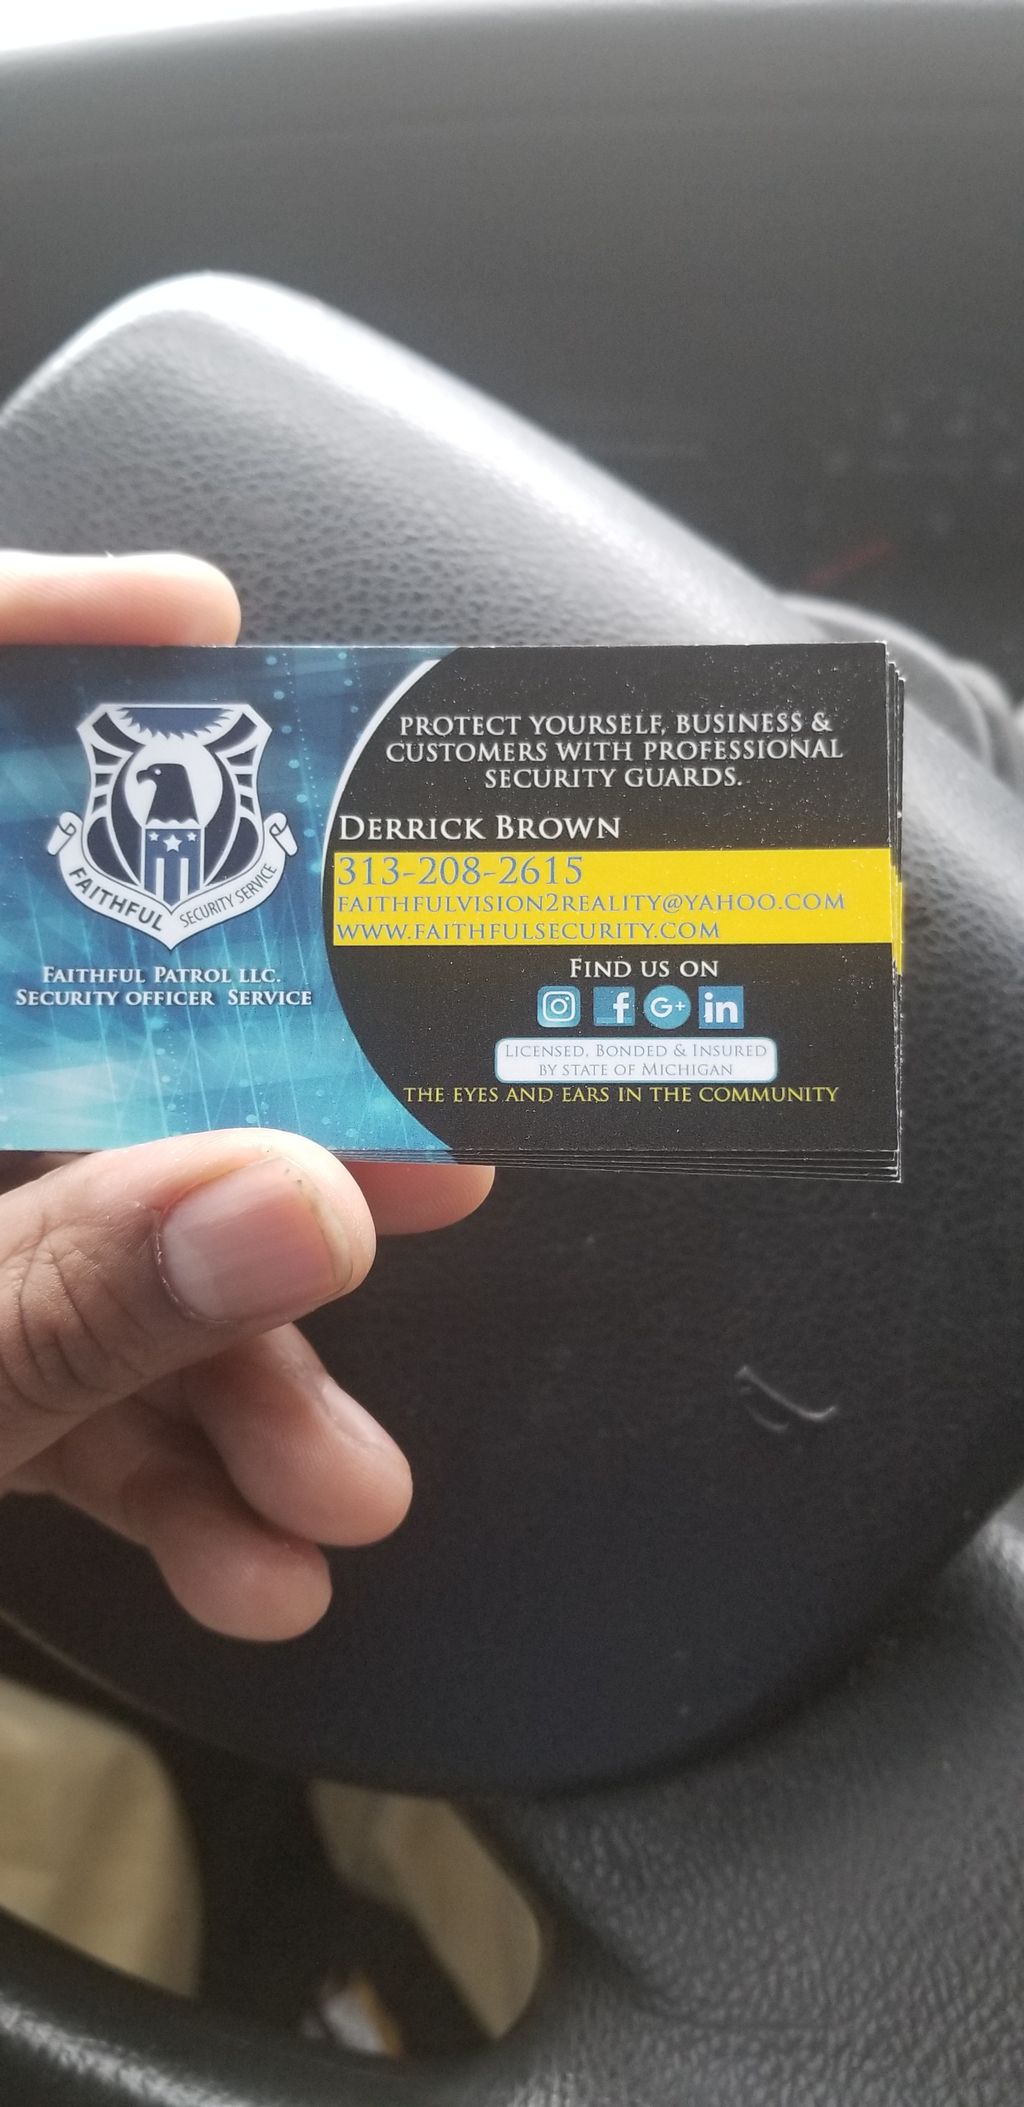 FAITHFUL SECURITY SERVICE
FAITHFUL PATROL LLC.
SECURITY OFFICER SERVICE
PROTECT YOURSELF, BUSINESS &
CUSTOMERS WITH PROFESSIONAL
SECURITY GUARDS.
DERRICK BROWN
313-208-2615
FAITHFULVISION2REALITY@YAHOO.COM
WWW.FAITHFULSECURITY.COM
FIND US ON
f G+ in
LICENSED, BONDED & INSURED
BY STATE OF MICHIGAN
THE EYES AND EARS IN THE COMMUNITY